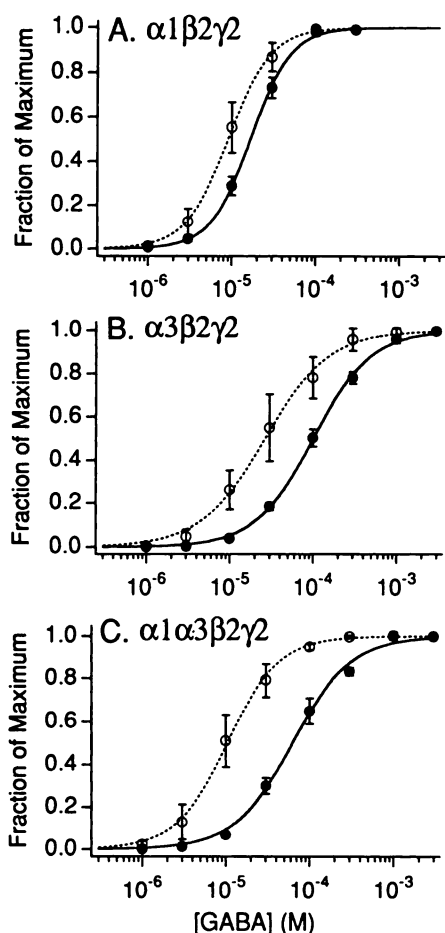 A. α1β2γ2
Fraction of Maximum
1.0
0.8
0.6
0.4
0.2
0.0
10⁻⁶ 10⁻⁵ 10⁻⁴ 10⁻³
B. α3β2γ2
Fraction of Maximum
1.0
0.8
0.6
0.4
0.2
0.0
10⁻⁶ 10⁻⁵ 10⁻⁴ 10⁻³
C. α1α3β2γ2
Fraction of Maximum
1.0
0.8
0.6
0.4
0.2
0.0
10⁻⁶ 10⁻⁵ 10⁻⁴ 10⁻³
[GABA] (M)